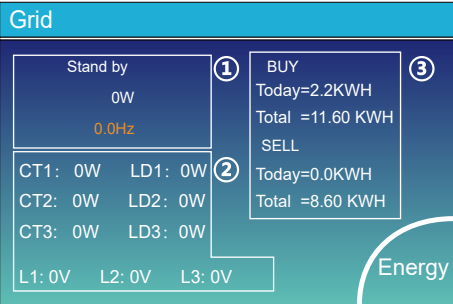 Grid
Stand by
0W
0.0Hz
①
CT1: 0W LD1: 0W
CT2: 0W LD2: 0W
CT3: 0W LD3: 0W
L1: 0V L2: 0V L3: 0V
②
BUY
Today=2.2KWH
Total =11.60 KWH
SELL
Today=0.0KWH
Total =8.60 KWH
③
Energy